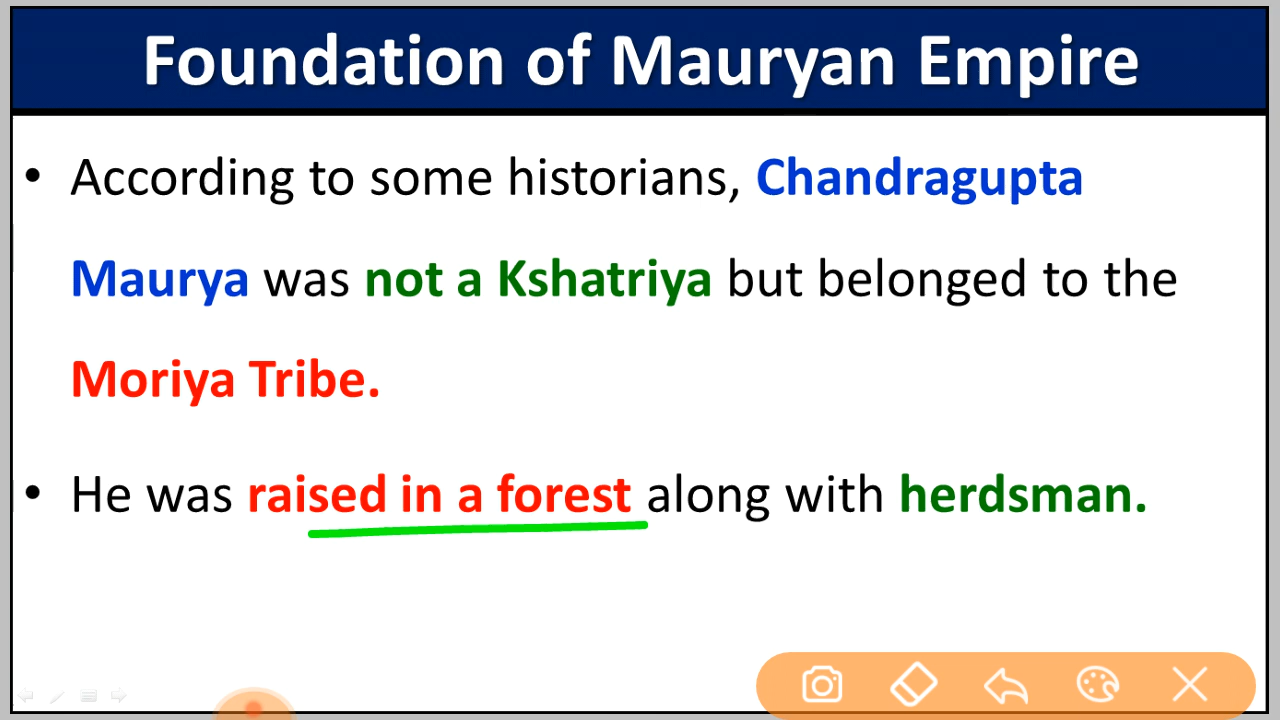 Foundation of Mauryan Empire
• According to some historians, Chandragupta
Maurya was not a Kshatriya but belonged to the
Moriya Tribe.
• He was raised in a forest along with herdsman.